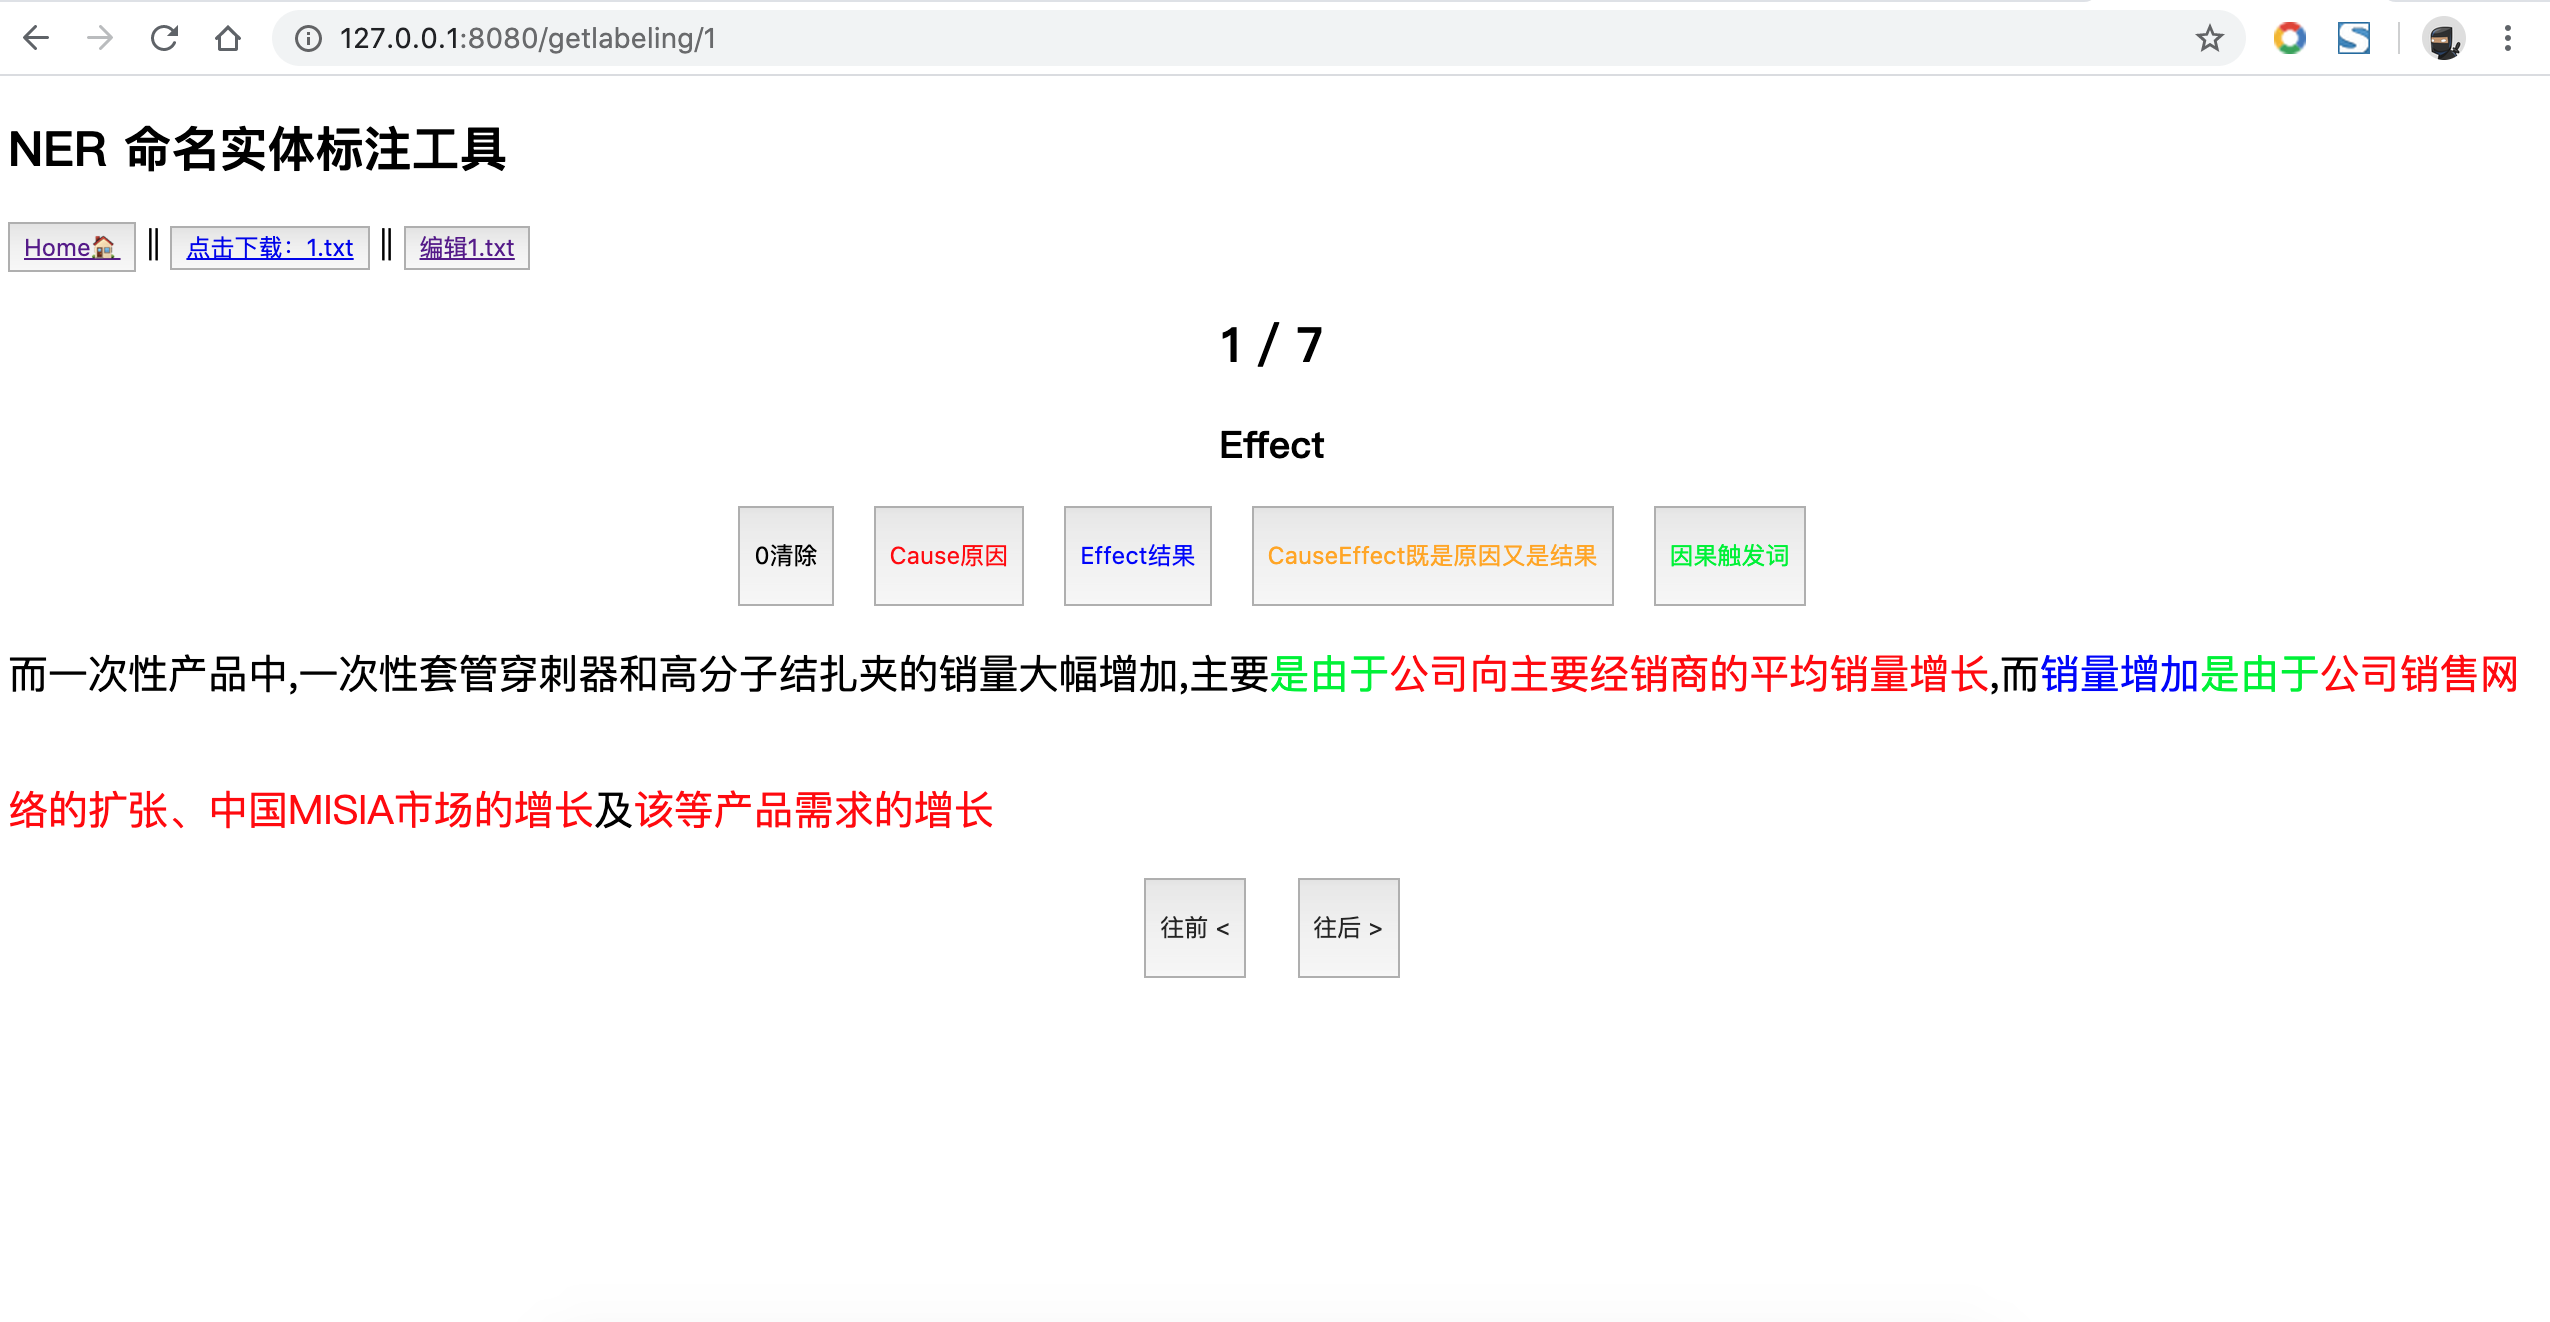 127.0.0.1:8080/getlabeling/1
NER 命名实体标注工具
Home || 点击下载：1.txt || 编辑1.txt
1 / 7
Effect
0清除 Cause原因 Effect结果 CauseEffect既是原因又是结果 因果触发词
而一次性产品中,一次性套管穿刺器和高分子结扎夹的销量大幅增加,主要是由于公司向主要经销商的平均销量增长,而销量增加是由于公司销售网
络的扩张、中国MISIA市场的增长及该等产品需求的增长
往前 < 往后 >